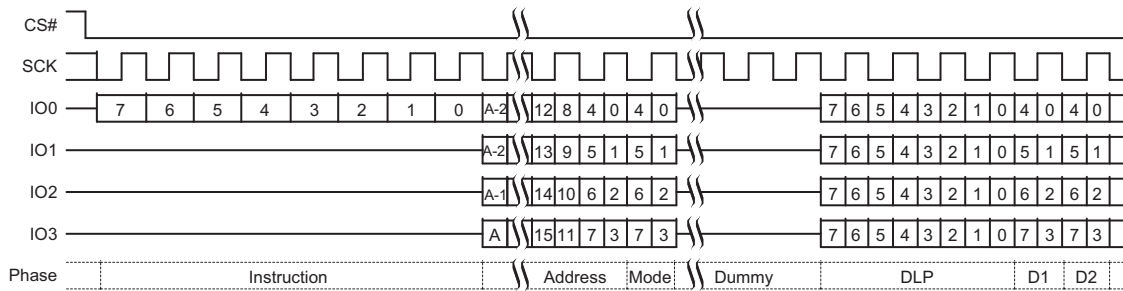 CS#
SCK
IO0 7 6 5 4 3 2 1 0 A-2 12 8 4 0 4 0 7 6 5 4 3 2 1 0 4 0 4 0
IO1 A-2 13 9 5 1 5 1 7 6 5 4 3 2 1 0 5 1 5 1
IO2 A-1 14 10 6 2 6 2 7 6 5 4 3 2 1 0 6 2 6 2
IO3 A 15 11 7 3 7 3 7 6 5 4 3 2 1 0 7 3 7 3
Phase Instruction Address Mode Dummy DLP D1 D2